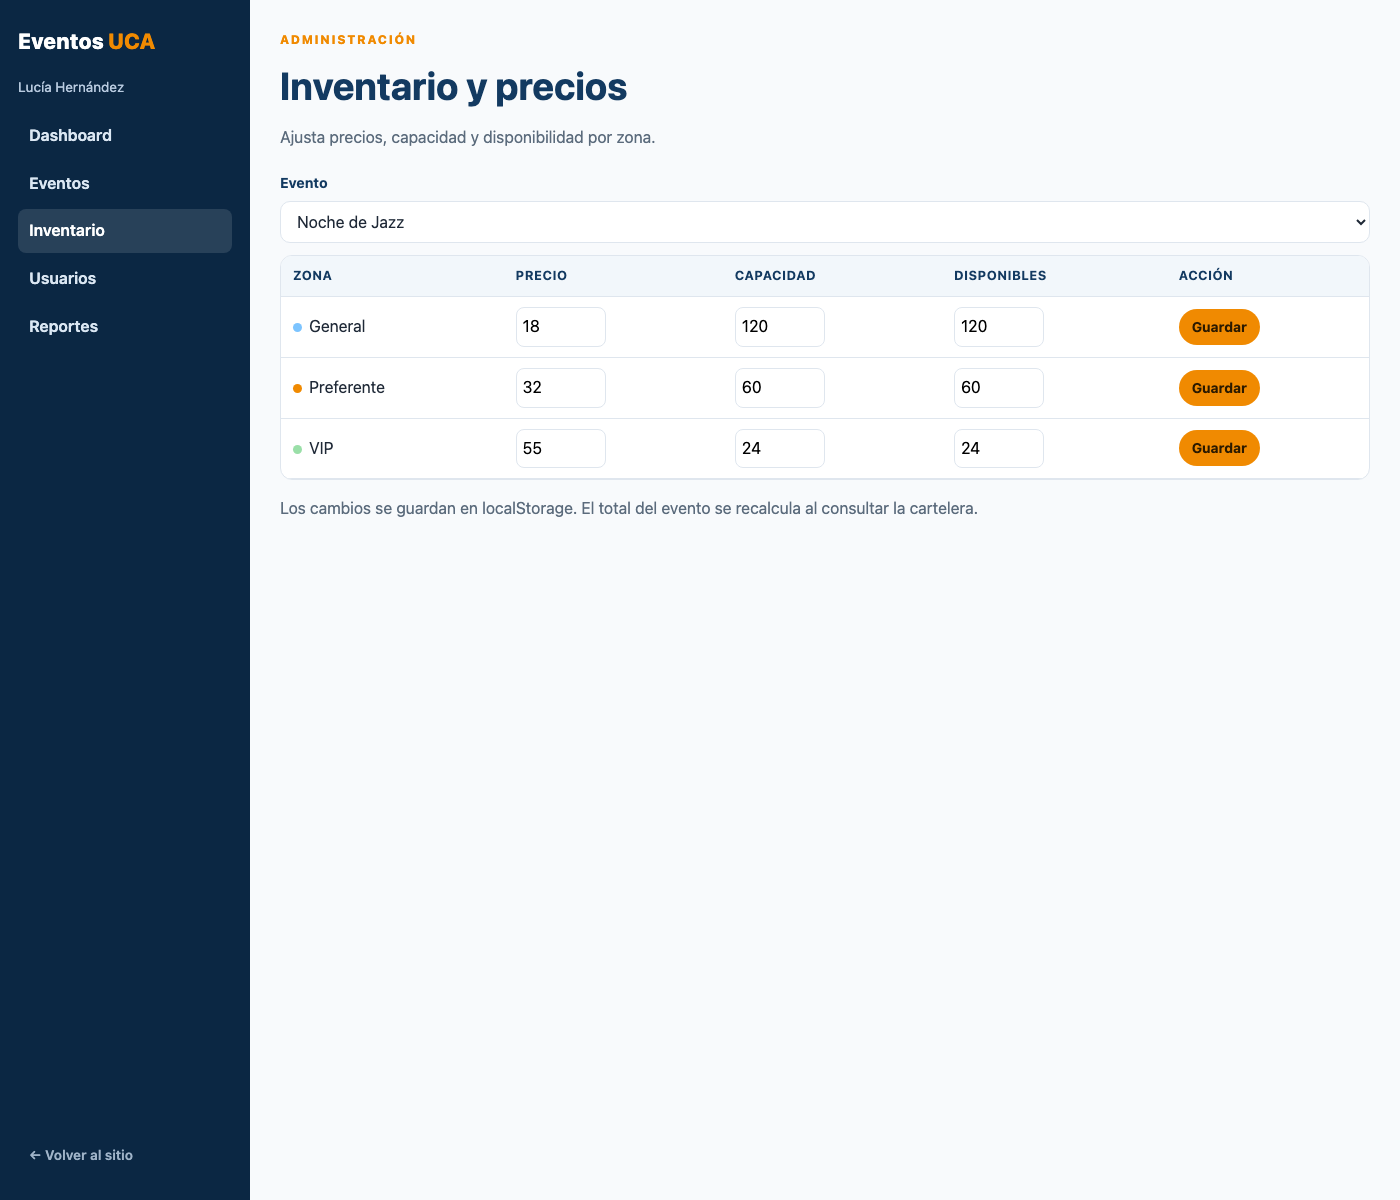 Eventos UCA
Lucía Hernández
Dashboard
Eventos
Inventario
Usuarios
Reportes
← Volver al sitio
ADMINISTRACIÓN
Inventario y precios
Ajusta precios, capacidad y disponibilidad por zona.
Evento
Noche de Jazz
ZONA PRECIO CAPACIDAD DISPONIBLES ACCIÓN
General 18 120 120 Guardar
Preferente 32 60 60 Guardar
VIP 55 24 24 Guardar
Los cambios se guardan en localStorage. El total del evento se recalcula al consultar la cartelera.